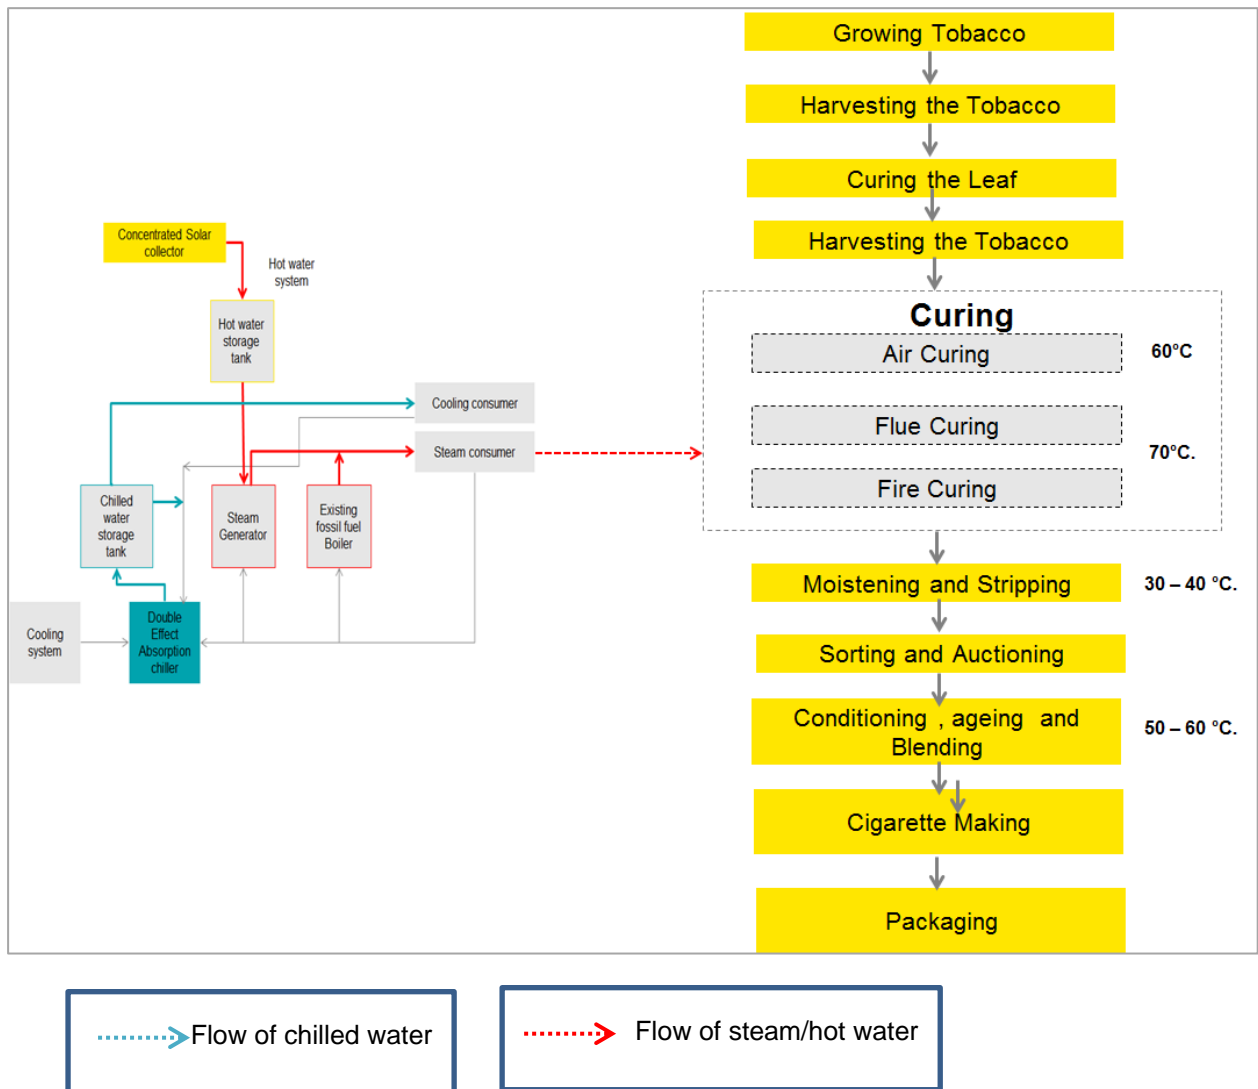 Growing Tobacco
Harvesting the Tobacco
Curing the Leaf
Harvesting the Tobacco
Curing
Air Curing
60°C
Flue Curing
70°C.
Fire Curing
Moistening and Stripping
30 – 40 °C.
Sorting and Auctioning
Conditioning , ageing and
Blending
50 – 60 °C.
Cigarette Making
Packaging
Concentrated Solar
collector
Hot water
system
Hot water
storage
tank
Cooling consumer
Steam consumer
Chilled
water
storage
tank
Steam
Generator
Existing
fossil fuel
Boiler
Cooling
system
Double
Effect
Absorption
chiller
Flow of chilled water
Flow of steam/hot water